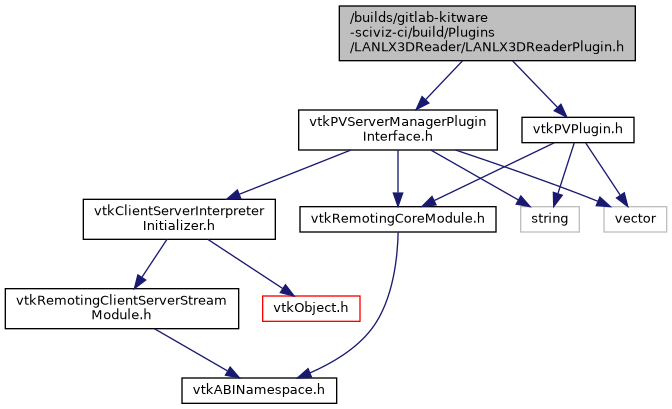 /builds/gitlab-kitware
-sciviz-ci/build/Plugins
/LANLX3DReader/LANLX3DReaderPlugin.h
vtkPVServerManagerPlugin
Interface.h
vtkPVPlugin.h
vtkClientServerInterpreter
Initializer.h
vtkRemotingCoreModule.h
string
vector
vtkRemotingClientServerStream
Module.h
vtkObject.h
vtkABINamespace.h